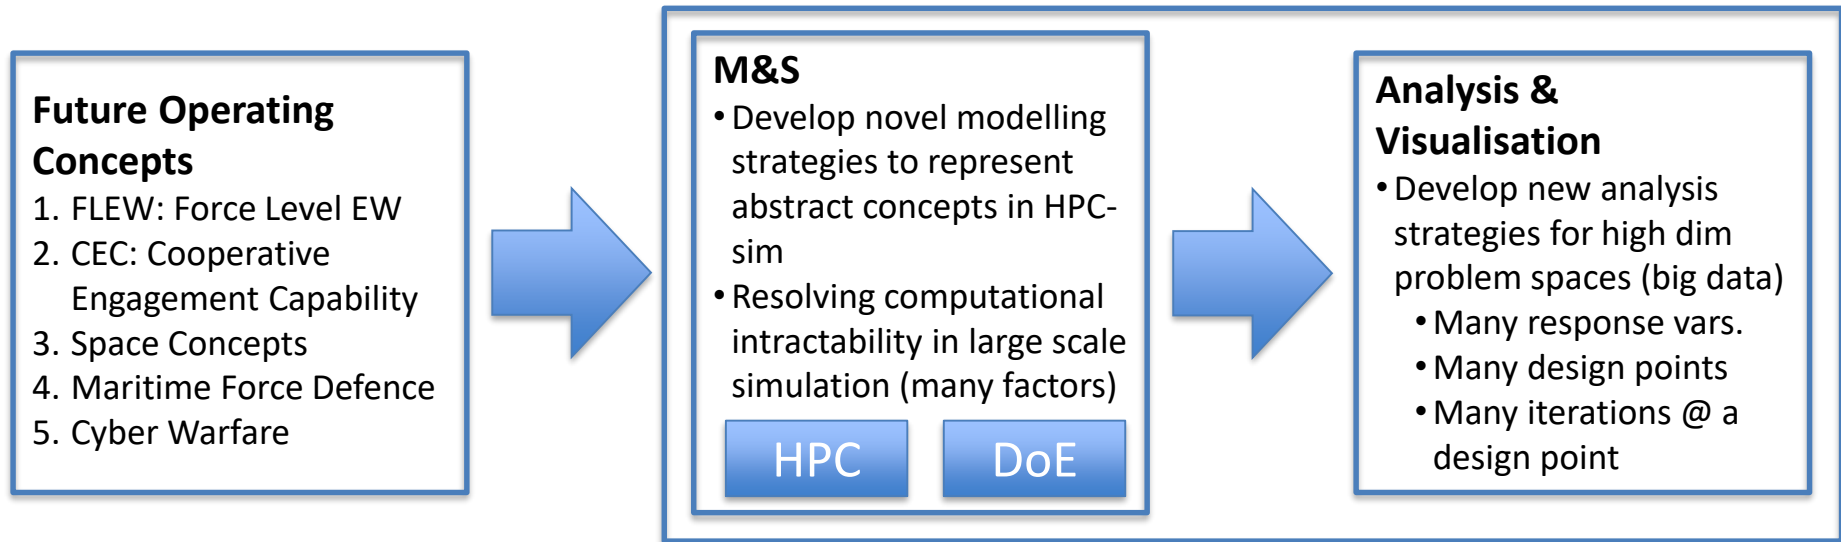 Future Operating
Concepts
1. FLEW: Force Level EW
2. CEC: Cooperative
Engagement Capability
3. Space Concepts
4. Maritime Force Defence
5. Cyber Warfare
M&S
• Develop novel modelling
strategies to represent
abstract concepts in HPC-
sim
• Resolving computational
intractability in large scale
simulation (many factors)
HPC
DoE
Analysis &
Visualisation
• Develop new analysis
strategies for high dim
problem spaces (big data)
• Many response vars.
• Many design points
• Many iterations @ a
design point